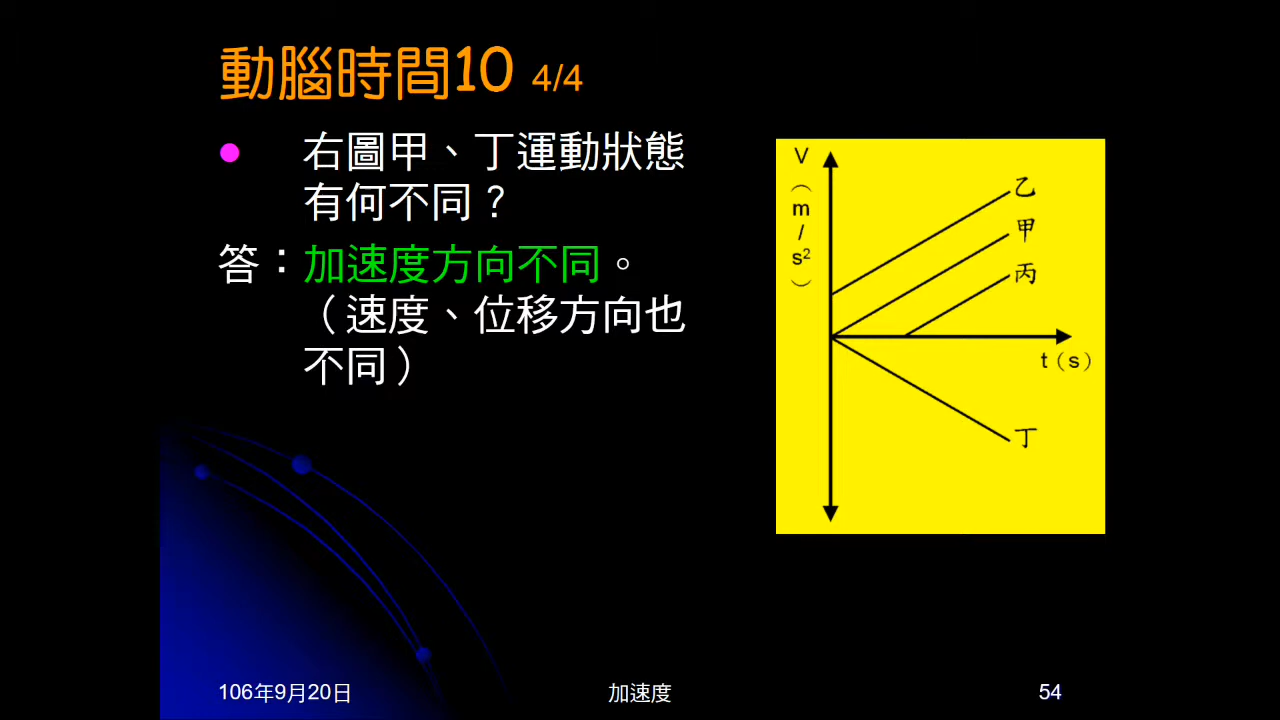 動腦時間10 4/4
右圖甲、丁運動狀態
有何不同？
答：加速度方向不同。
（速度、位移方向也
不同）
V
（
m
/
s²
）
乙
甲
丙
t（s）
丁
106年9月20日
加速度
54